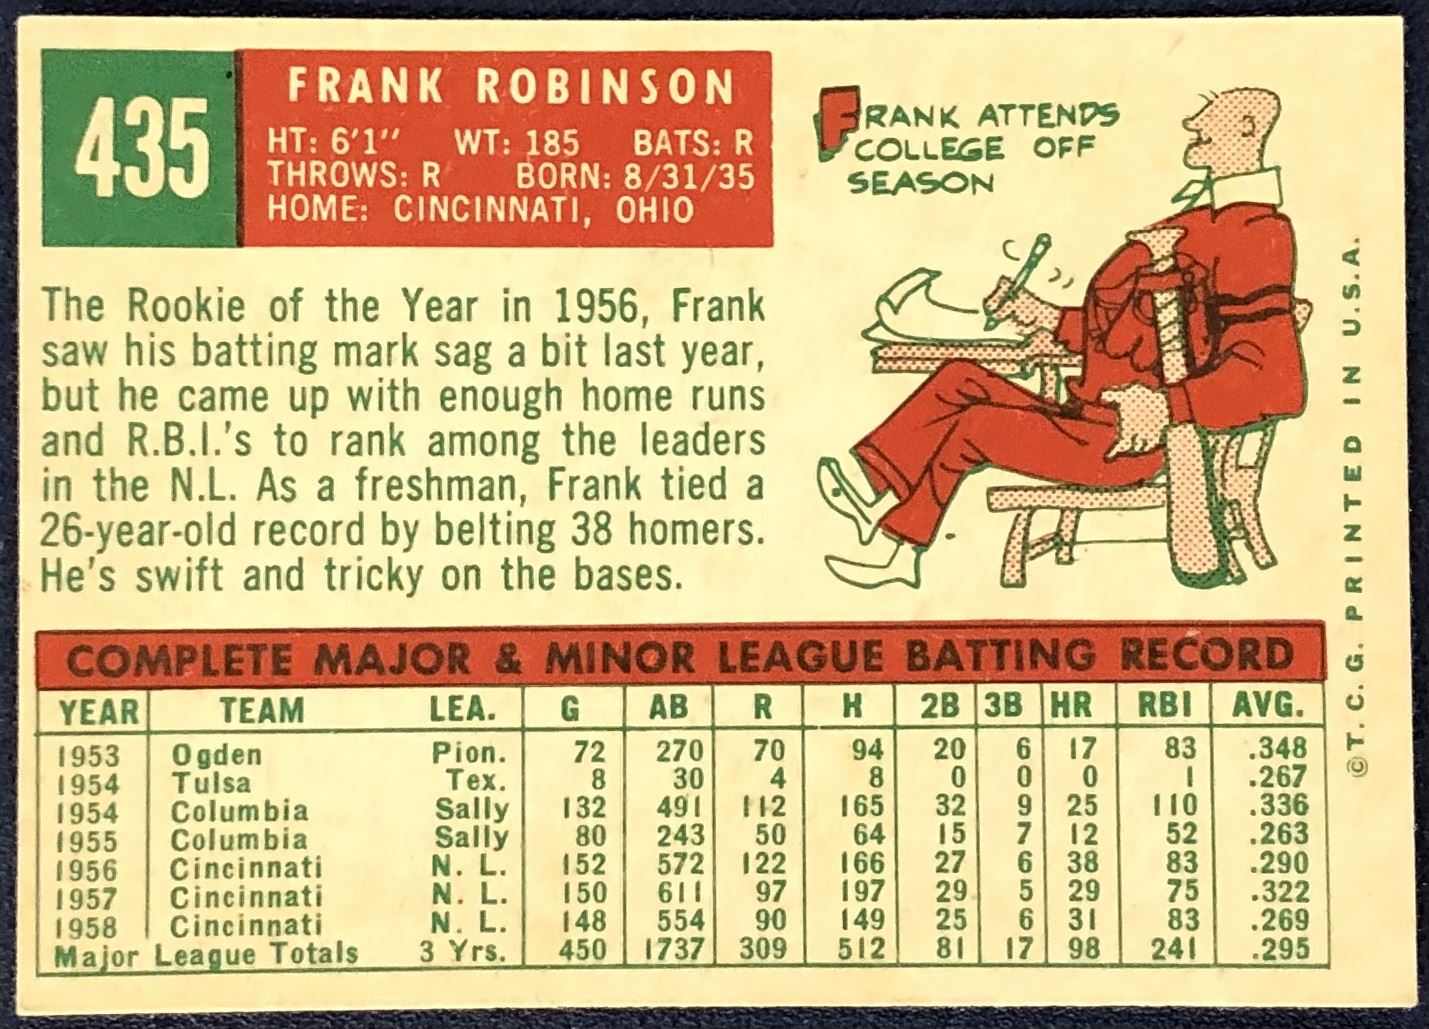 435
FRANK ROBINSON
HT: 6'1" WT: 185 BATS: R
THROWS: R BORN: 8/31/35
HOME: CINCINNATI, OHIO
FRANK ATTENDS
COLLEGE OFF
SEASON
The Rookie of the Year in 1956, Frank
saw his batting mark sag a bit last year,
but he came up with enough home runs
and R.B.I.'s to rank among the leaders
in the N.L. As a freshman, Frank tied a
26-year-old record by belting 38 homers.
He's swift and tricky on the bases.
COMPLETE MAJOR & MINOR LEAGUE BATTING RECORD
YEAR TEAM LEA. G AB R H 2B 3B HR RBI AVG.
1953 Ogden Pion. 72 270 70 94 20 6 17 83 .348
1954 Tulsa Tex. 8 30 4 8 0 0 0 1 .267
1954 Columbia Sally 132 491 112 165 32 9 25 110 .336
1955 Columbia Sally 80 243 50 64 15 7 12 52 .263
1956 Cincinnati N. L. 152 572 122 166 27 6 38 83 .290
1957 Cincinnati N. L. 150 611 97 197 29 5 29 75 .322
1958 Cincinnati N. L. 148 554 90 149 25 6 31 83 .269
Major League Totals 3 Yrs. 450 1737 309 512 81 17 98 241 .295
©T. C. G. PRINTED IN U.S.A.